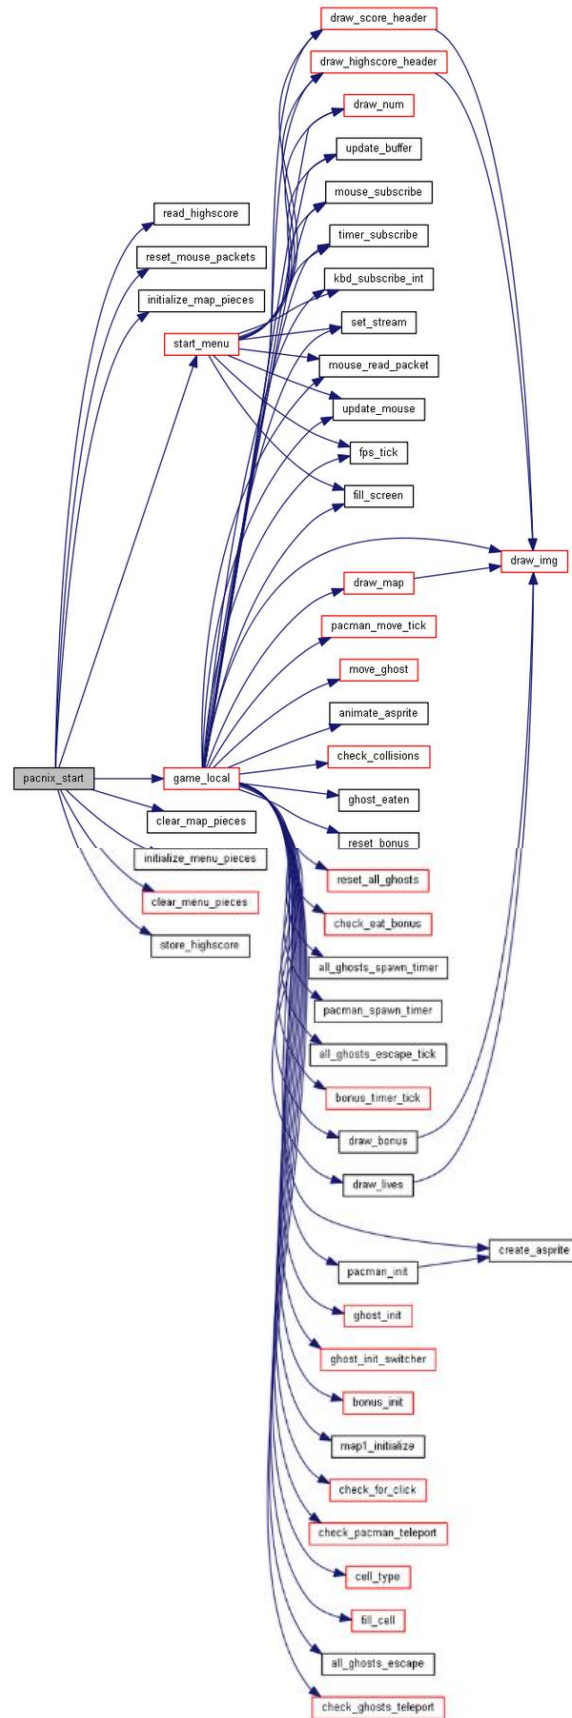 draw_score_header
draw_highscore_header
draw_num
update_buffer
mouse_subscribe
read_highscore
timer_subscribe
reset_mouse_packets
kbd_subscribe_int
initialize_map_pieces
set_stream
start_menu
mouse_read_packet
update_mouse
fps_tick
fill_screen
draw_img
draw_map
pacman_move_tick
move_ghost
animate_asprite
check_collisions
pacnix_start
game_local
ghost_eaten
clear_map_pieces
reset_bonus
initialize_menu_pieces
reset_all_ghosts
clear_menu_pieces
check_eat_bonus
store_highscore
all_ghosts_spawn_timer
pacman_spawn_timer
all_ghosts_escape_tick
bonus_timer_tick
draw_bonus
draw_lives
create_asprite
pacman_init
ghost_init
ghost_init_switcher
bonus_init
map1_initialize
check_for_click
check_pacman_teleport
cell_type
fill_cell
all_ghosts_escape
check_ghosts_teleport